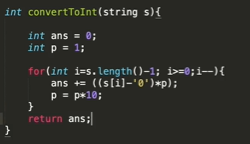 int convertToInt(string s){
int ans = 0;
int p = 1;
for(int i=s.length()-1; i>=0;i--){
ans += ((s[i]-'0')*p);
p = p*10;
}
return ans;
}